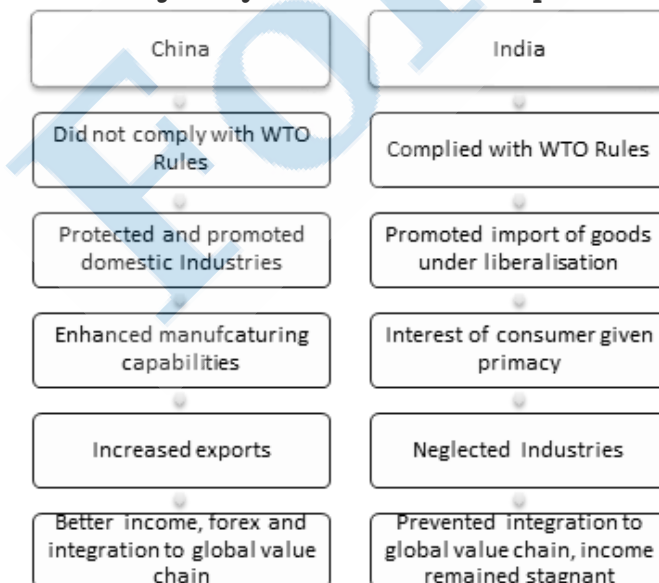 China
Did not comply with WTO
Rules
Protected and promoted
domestic Industries
Enhanced manufcaturing
capabilities
Increased exports
Better income, forex and
integration to global value
chain
India
Complied with WTO Rules
Promoted import of goods
under liberalisation
Interest of consumer given
primacy
Neglected Industries
Prevented integration to
global value chain, income
remained stagnant